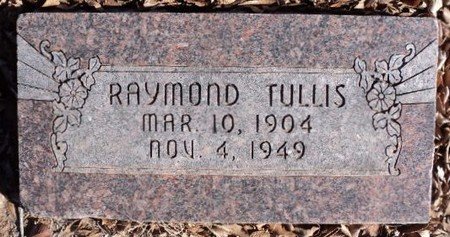 RAYMOND TULLIS
MAR. 10, 1904
NOV. 4, 1949